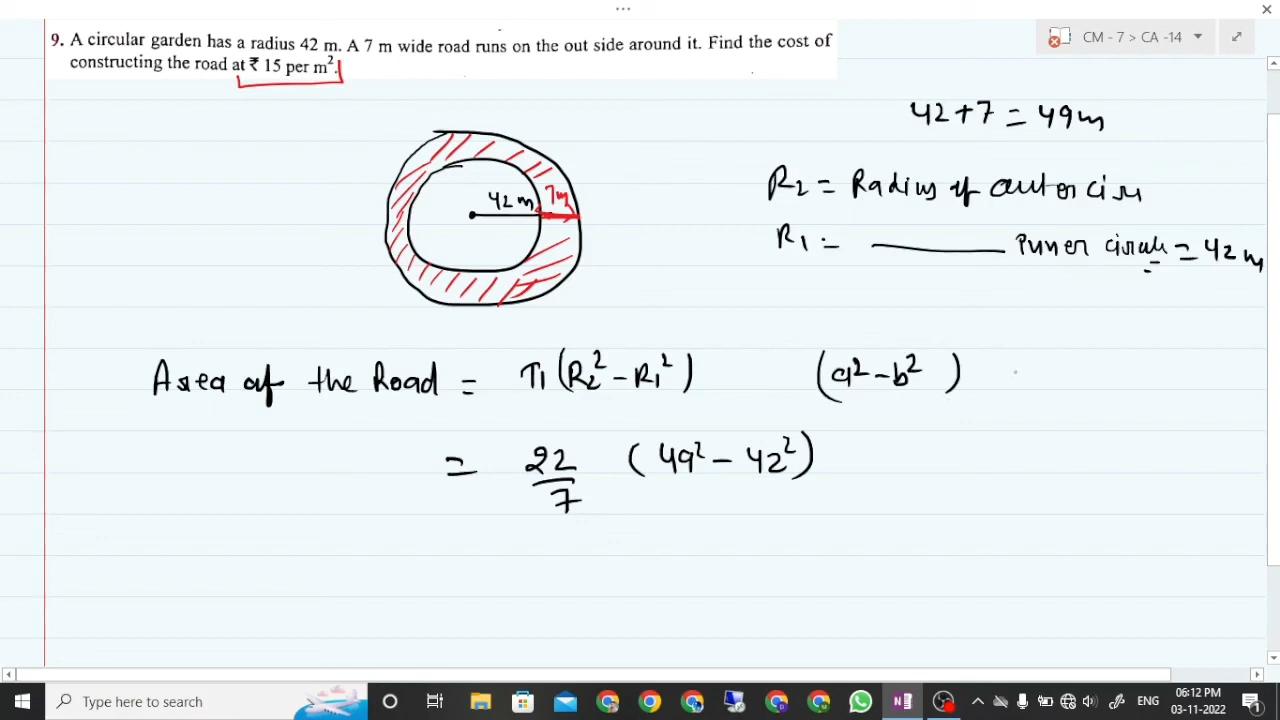 9. A circular garden has a radius 42 m. A 7 m wide road runs on the out side around it. Find the cost of
constructing the road at ₹ 15 per m².
CM - 7 > CA -14
42 + 7 = 49m
R2 = Radius of outer cir
R1 = ——— inner circle = 42 m
42 m
7m
Area of the Road = π (R2² - R1²) (a² - b²)
= 22/7 (49² - 42²)
Type here to search
ENG
06:12 PM
03-11-2022
1